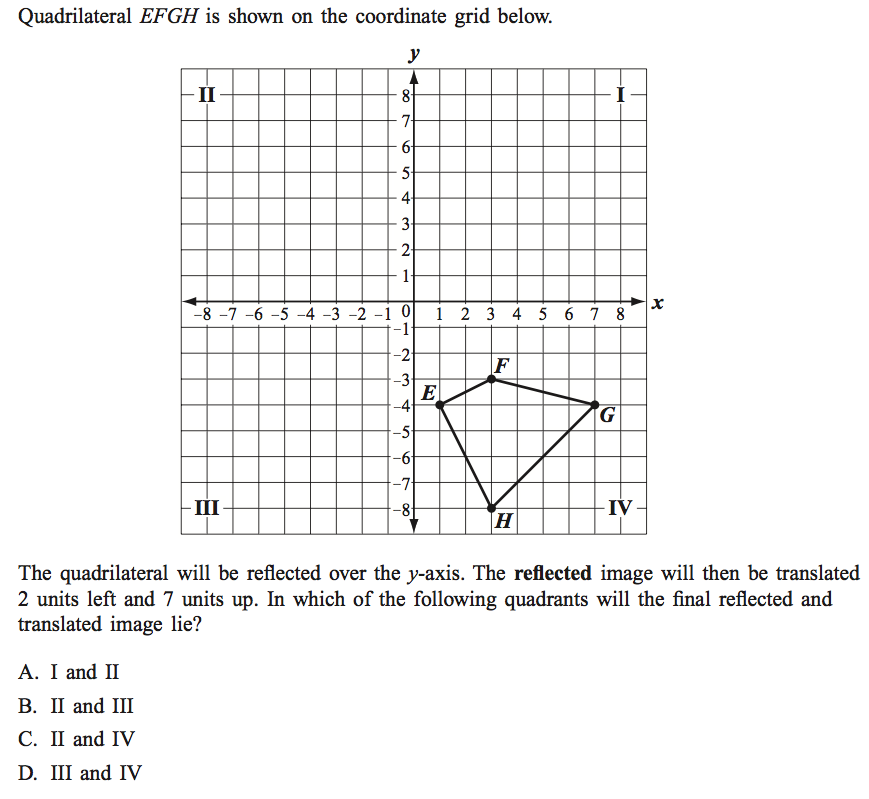 Quadrilateral EFGH is shown on the coordinate grid below.
y
II
I
8
7
6
5
4
3
2
1
x
-8 -7 -6 -5 -4 -3 -2 -1 0 1 2 3 4 5 6 7 8
-1
-2
F
-3
E
-4
G
-5
-6
-7
III
-8
IV
H
The quadrilateral will be reflected over the y-axis. The reflected image will then be translated
2 units left and 7 units up. In which of the following quadrants will the final reflected and
translated image lie?
A. I and II
B. II and III
C. II and IV
D. III and IV